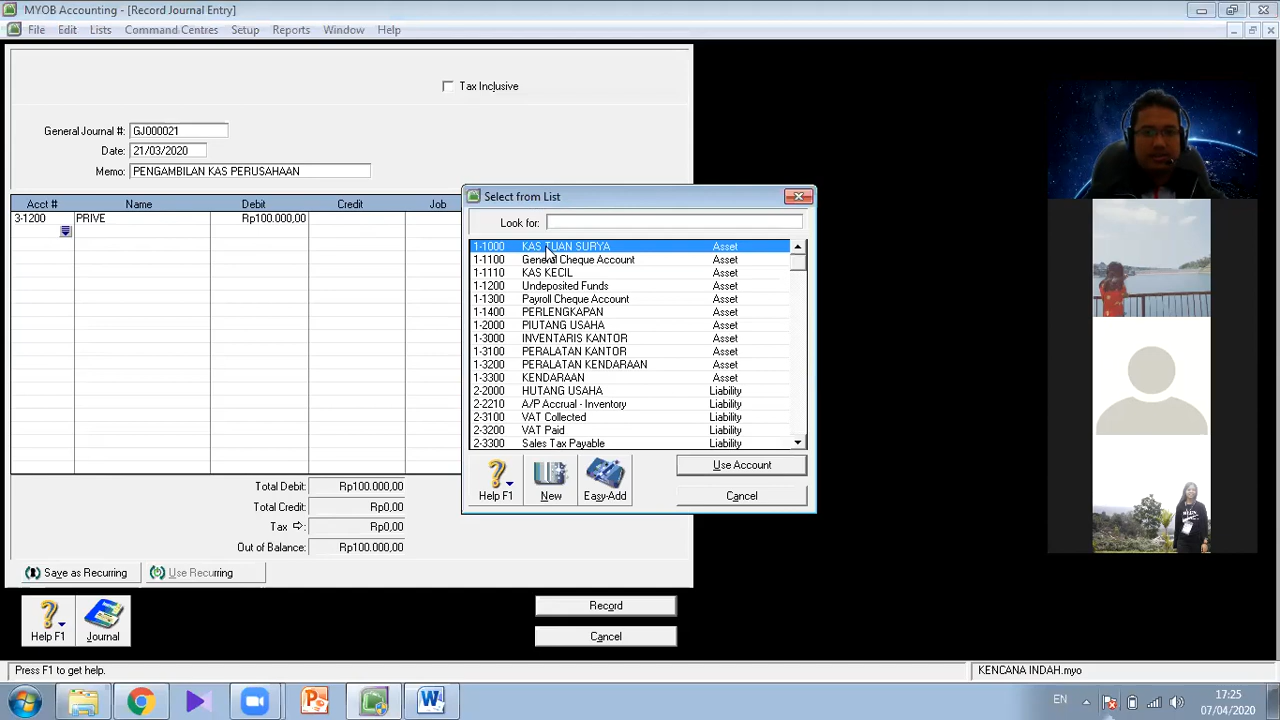 MYOB Accounting - [Record Journal Entry]
File Edit Lists Command Centres Setup Reports Window Help
Tax Inclusive
General Journal #: GJ000021
Date: 21/03/2020
Memo: PENGAMBILAN KAS PERUSAHAAN
Acct # Name Debit Credit Job
3-1200 PRIVE Rp100.000,00
Select from List
Look for:
1-1000 KAS TUAN SURYA Asset
1-1100 General Cheque Account Asset
1-1110 KAS KECIL Asset
1-1200 Undeposited Funds Asset
1-1300 Payroll Cheque Account Asset
1-1400 PERLENGKAPAN Asset
1-2000 PIUTANG USAHA Asset
1-3000 INVENTARIS KANTOR Asset
1-3100 PERALATAN KANTOR Asset
1-3200 PERALATAN KENDARAAN Asset
1-3300 KENDARAAN Asset
2-2000 HUTANG USAHA Liability
2-2210 A/P Accrual - Inventory Liability
2-3100 VAT Collected Liability
2-3200 VAT Paid Liability
2-3300 Sales Tax Payable Liability
Help F1 New Easy-Add
Use Account
Cancel
Total Debit: Rp100.000,00
Total Credit: Rp0,00
Tax ⇨: Rp0,00
Out of Balance: Rp100.000,00
Save as Recurring Use Recurring
Help F1 Journal
Record
Cancel
Press F1 to get help. KENCANA INDAH.myo
EN 17:25
07/04/2020